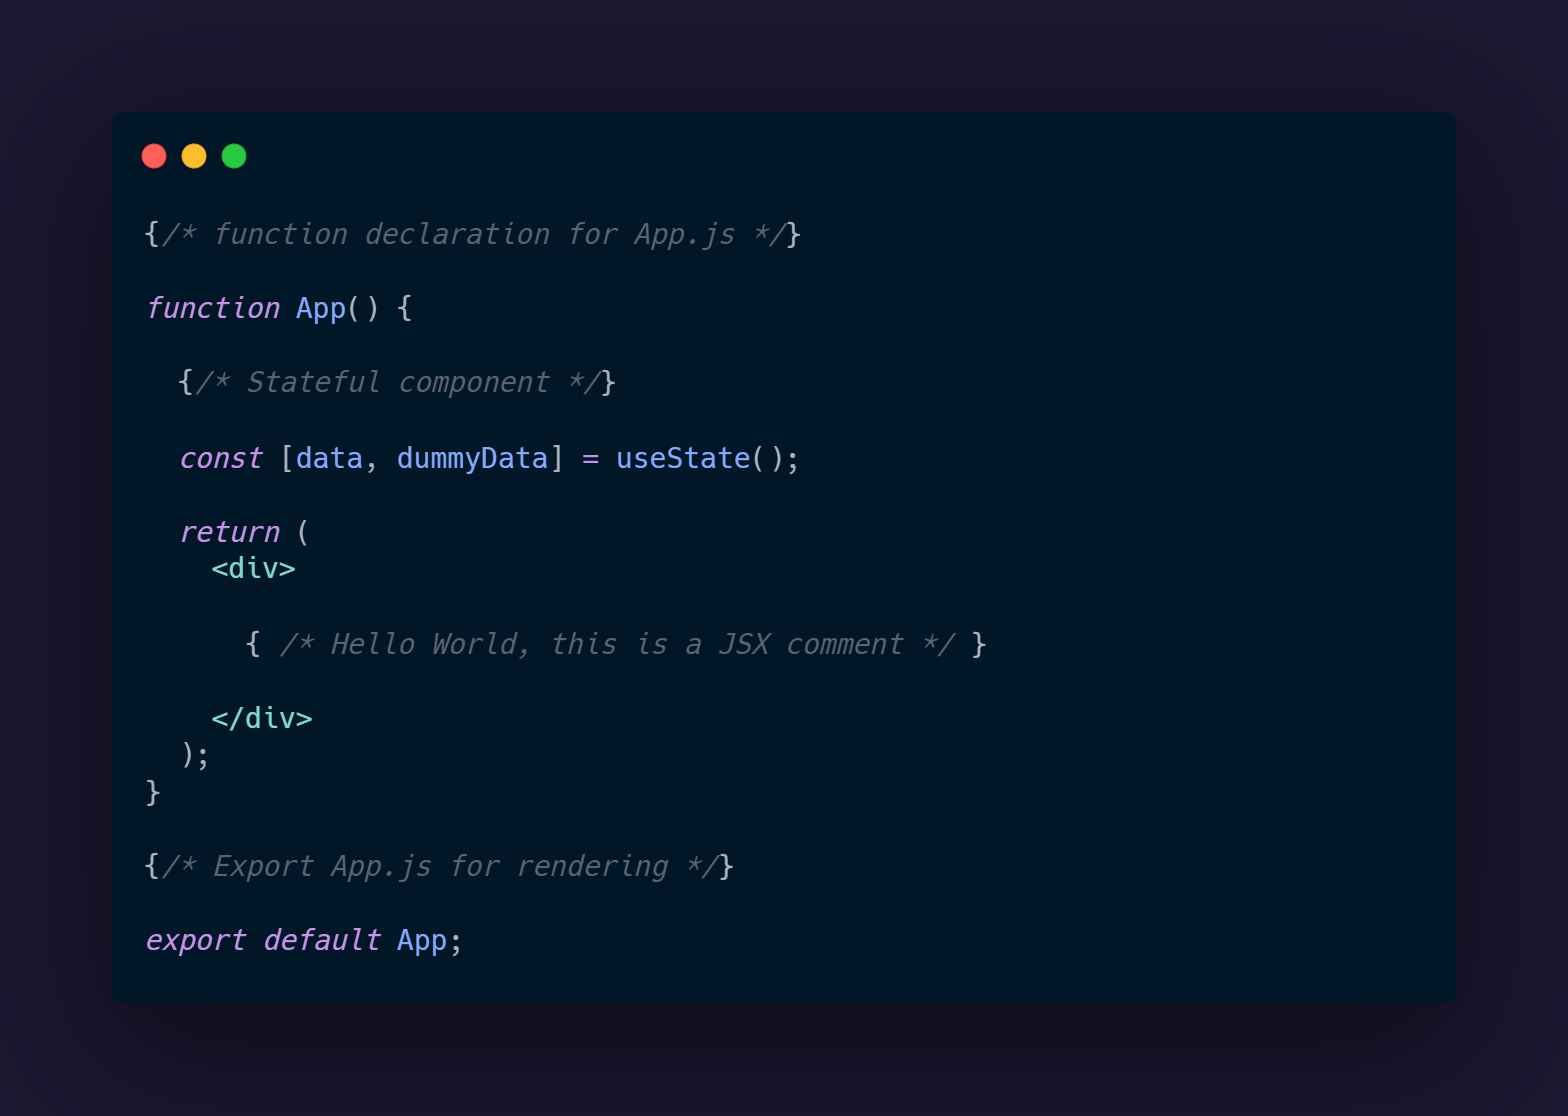 {/* function declaration for App.js */}
function App() {
{/* Stateful component */}
const [data, dummyData] = useState();
return (
<div>
{ /* Hello World, this is a JSX comment */ }
</div>
);
}
{/* Export App.js for rendering */}
export default App;